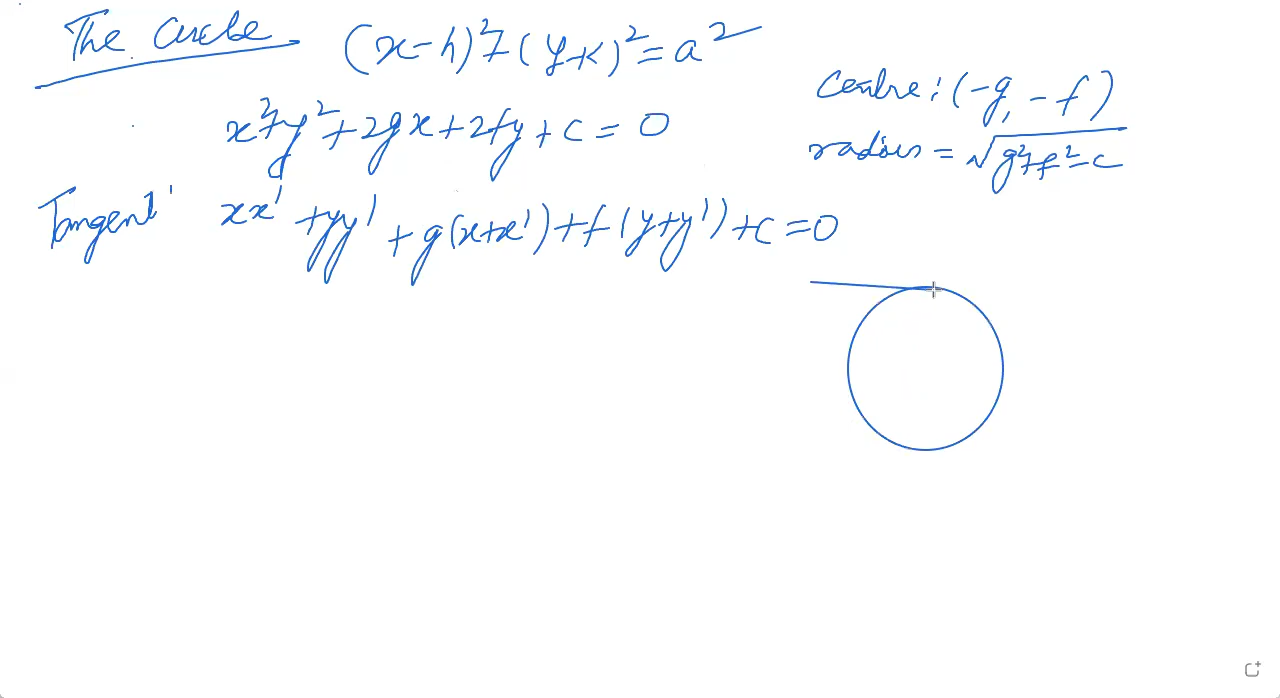 The Circle (x-h)²+(y-k)²=a²
x²+y²+2gx+2fy+c=0
Centre: (-g, -f)
radius = √g²+f²-c
Tangent' xx'+yy'+g(x+x')+f(y+y')+c=0